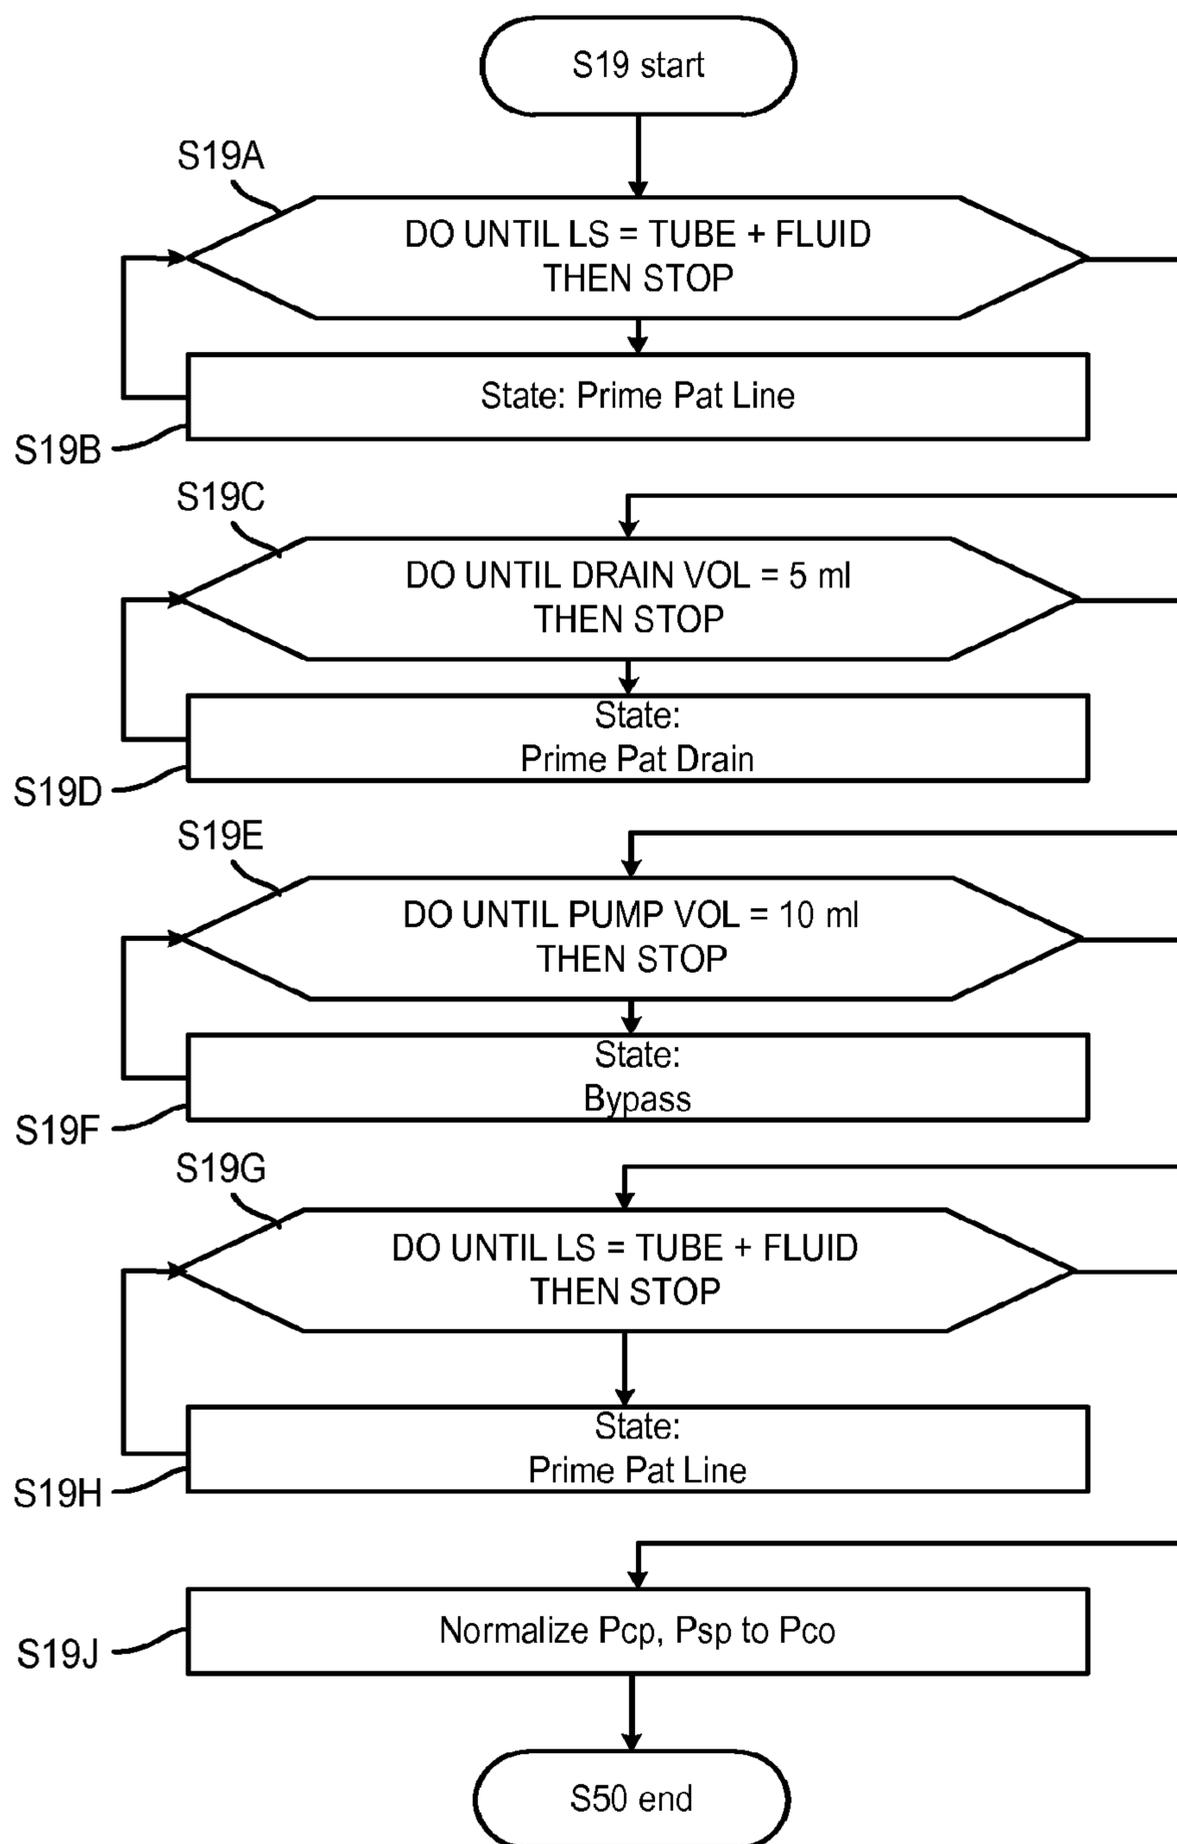 S19 start
S19A
DO UNTIL LS = TUBE + FLUID
THEN STOP
State: Prime Pat Line
S19B
S19C
DO UNTIL DRAIN VOL = 5 ml
THEN STOP
State:
Prime Pat Drain
S19D
S19E
DO UNTIL PUMP VOL = 10 ml
THEN STOP
State:
Bypass
S19F
S19G
DO UNTIL LS = TUBE + FLUID
THEN STOP
State:
Prime Pat Line
S19H
Normalize Pcp, Psp to Pco
S19J
S50 end